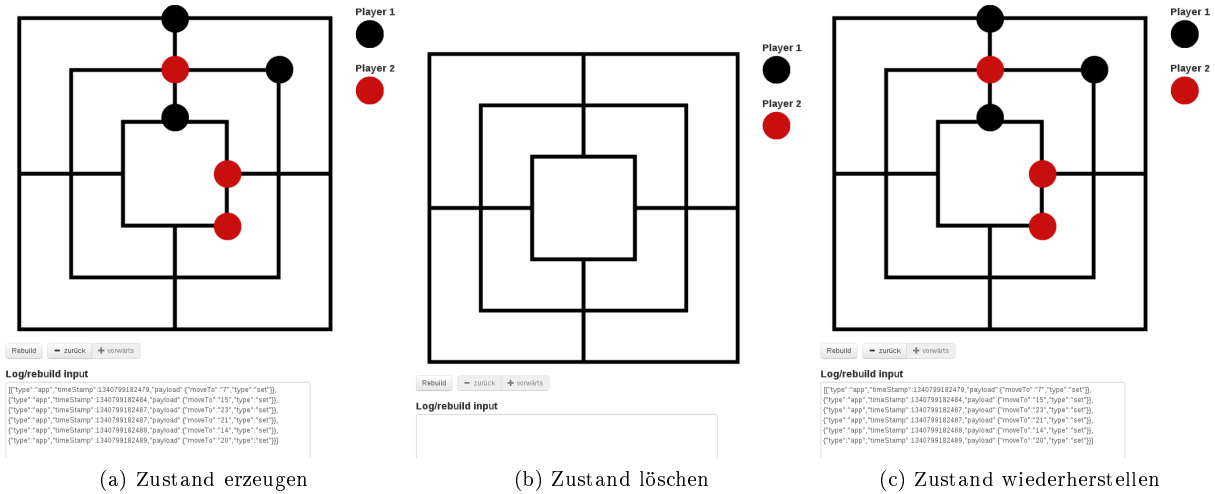 Player 1
Player 2
Rebuild
− zurück
+ vorwärts
Log/rebuild input
[{"type":"app","timeStamp":1340799182479,"payload":{"moveTo":"7","type":"set"}},
{"type":"app","timeStamp":1340799182484,"payload":{"moveTo":"15","type":"set"}},
{"type":"app","timeStamp":1340799182487,"payload":{"moveTo":"23","type":"set"}},
{"type":"app","timeStamp":1340799182487,"payload":{"moveTo":"21","type":"set"}},
{"type":"app","timeStamp":1340799182488,"payload":{"moveTo":"14","type":"set"}},
{"type":"app","timeStamp":1340799182489,"payload":{"moveTo":"20","type":"set"}}]
(a) Zustand erzeugen
Player 1
Player 2
Rebuild
− zurück
+ vorwärts
Log/rebuild input
(b) Zustand löschen
Player 1
Player 2
Rebuild
− zurück
+ vorwärts
Log/rebuild input
[{"type":"app","timeStamp":1340799182479,"payload":{"moveTo":"7","type":"set"}},
{"type":"app","timeStamp":1340799182484,"payload":{"moveTo":"15","type":"set"}},
{"type":"app","timeStamp":1340799182487,"payload":{"moveTo":"23","type":"set"}},
{"type":"app","timeStamp":1340799182487,"payload":{"moveTo":"21","type":"set"}},
{"type":"app","timeStamp":1340799182488,"payload":{"moveTo":"14","type":"set"}},
{"type":"app","timeStamp":1340799182489,"payload":{"moveTo":"20","type":"set"}}]
(c) Zustand wiederherstellen